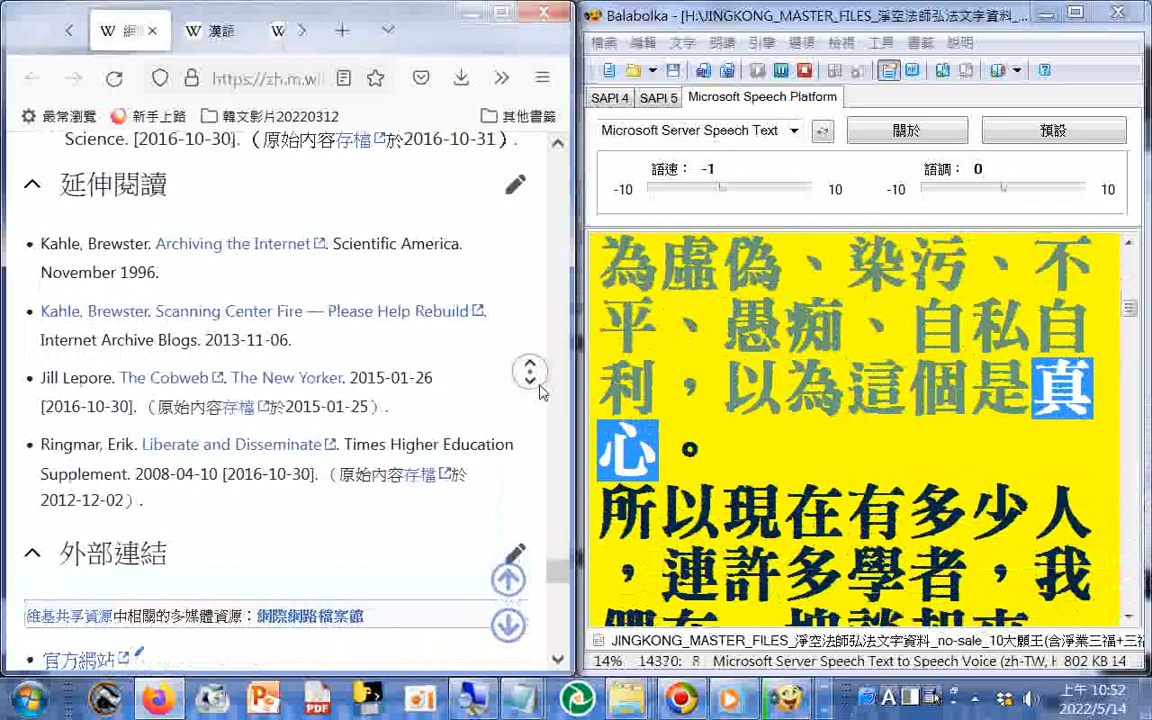 漢語
https://zh.m.wi
最常瀏覽
新手上路
韓文影片20220312
其他書籤
Science. [2016-10-30]. (原始內容存檔於2016-10-31).
延伸閱讀
Kahle, Brewster. Archiving the Internet. Scientific America.
November 1996.
Kahle, Brewster. Scanning Center Fire — Please Help Rebuild.
Internet Archive Blogs. 2013-11-06.
Jill Lepore. The Cobweb. The New Yorker. 2015-01-26
[2016-10-30]. (原始內容存檔於2015-01-25).
Ringmar, Erik. Liberate and Disseminate. Times Higher Education
Supplement. 2008-04-10 [2016-10-30]. (原始內容存檔於
2012-12-02).
外部連結
維基共享資源中相關的多媒體資源:網際網路檔案館
官方網站
Balabolka - [H:\JINGKONG_MASTER_FILES_淨空法師弘法文字資料_...
檔案 編輯 文字 朗讀 引擎 選項 檢視 工具 書籤 說明
SAPI 4 SAPI 5 Microsoft Speech Platform
Microsoft Server Speech Text
關於
預設
語速: -1
語調: 0
-10 10 -10 10
為虛偽、染污、不
平、愚痴、自私自
利,以為這個是真
心。
所以現在有多少人
,連許多學者,我
JINGKONG_MASTER_FILES_淨空法師弘法文字資料_no-sale_10大願王(含淨業三福+三福
14% 14370: 8 Microsoft Server Speech Text to Speech Voice (zh-TW, H 802 KB 14
上午 10:52
2022/5/14